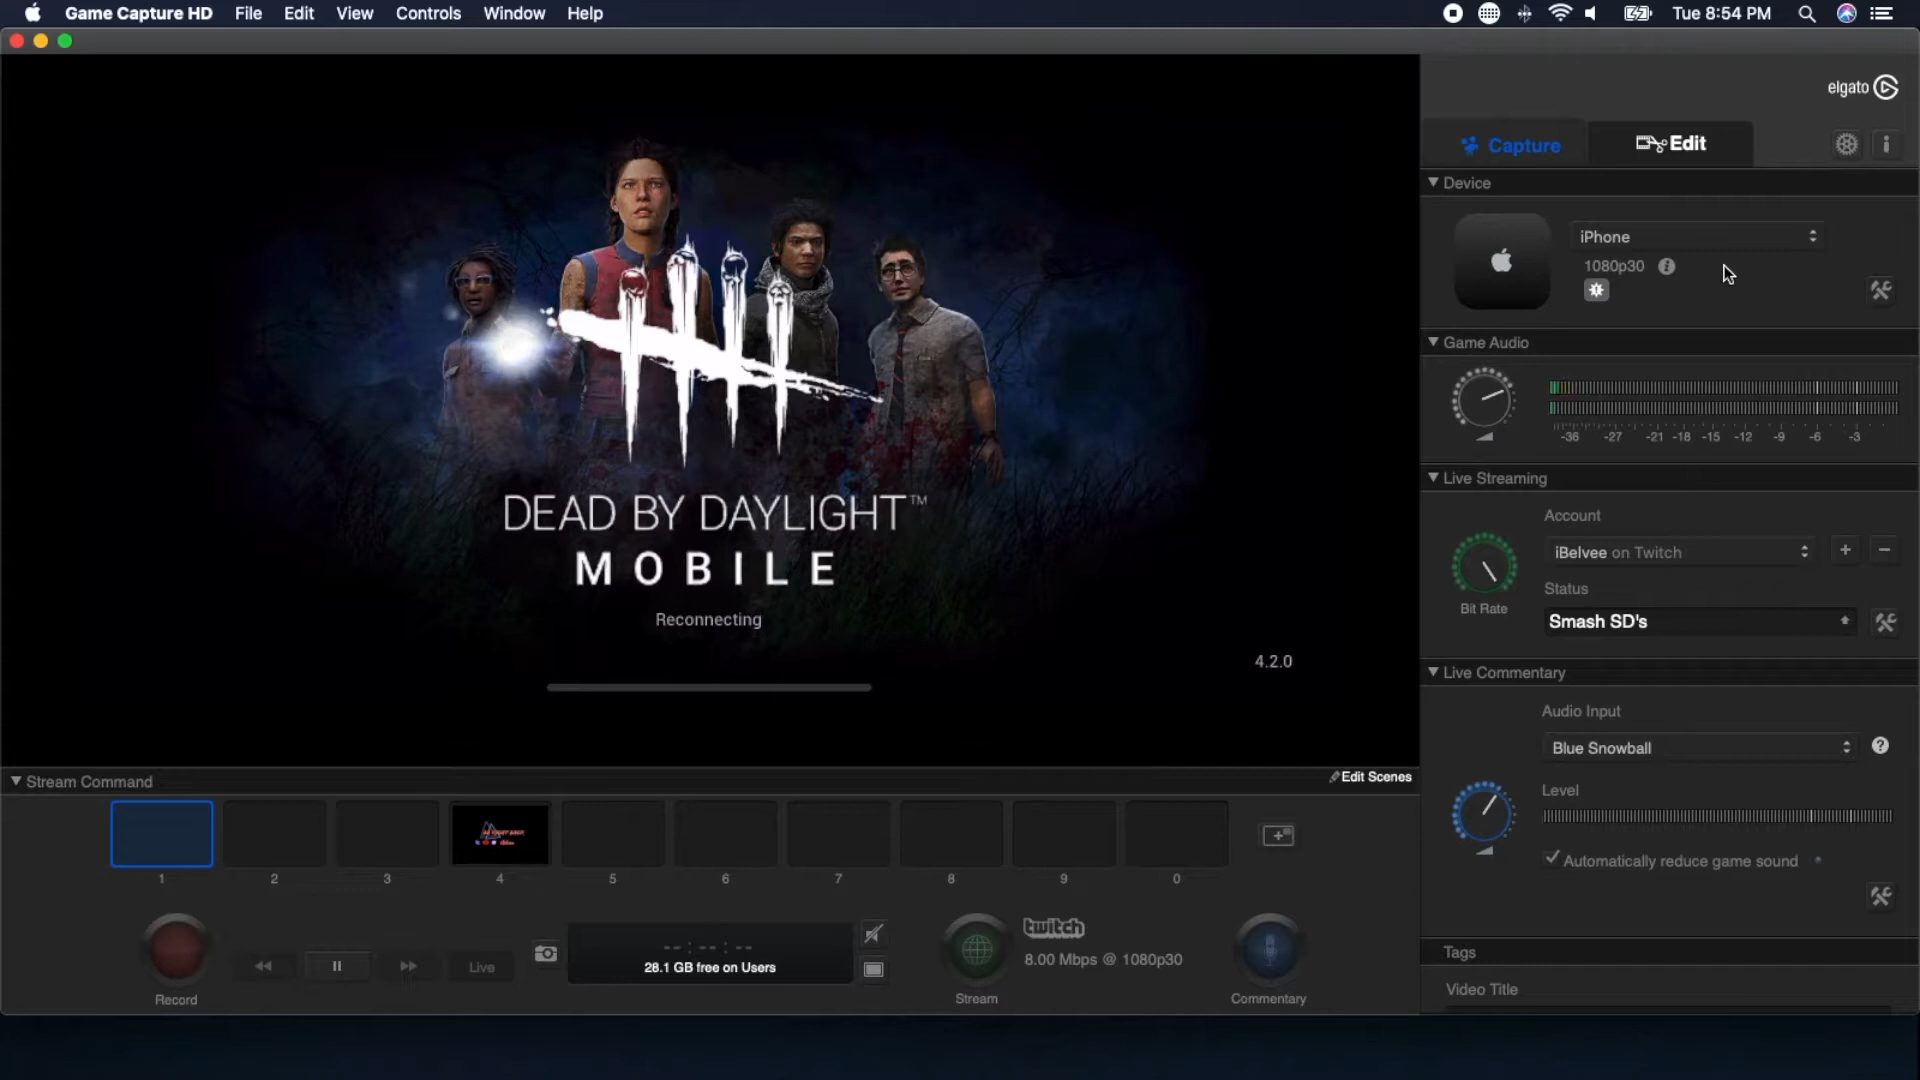 Game Capture HD File Edit View Controls Window Help Tue 8:54 PM
elgato
Capture Edit
Device
iPhone
1080p30
Game Audio
-36 -27 -21 -18 -15 -12 -9 -6 -3
Live Streaming
Account
iBelvee on Twitch
Status
Bit Rate
Smash SD's
Live Commentary
Audio Input
Blue Snowball
Level
Automatically reduce game sound
Tags
Video Title
DEAD BY DAYLIGHT™
MOBILE
Reconnecting
4.2.0
Stream Command
Edit Scenes
BE RIGHT BACK
1 2 3 4 5 6 7 8 9 0
Live
--:--:--
28.1 GB free on Users
twitch
8.00 Mbps @ 1080p30
Record
Stream
Commentary